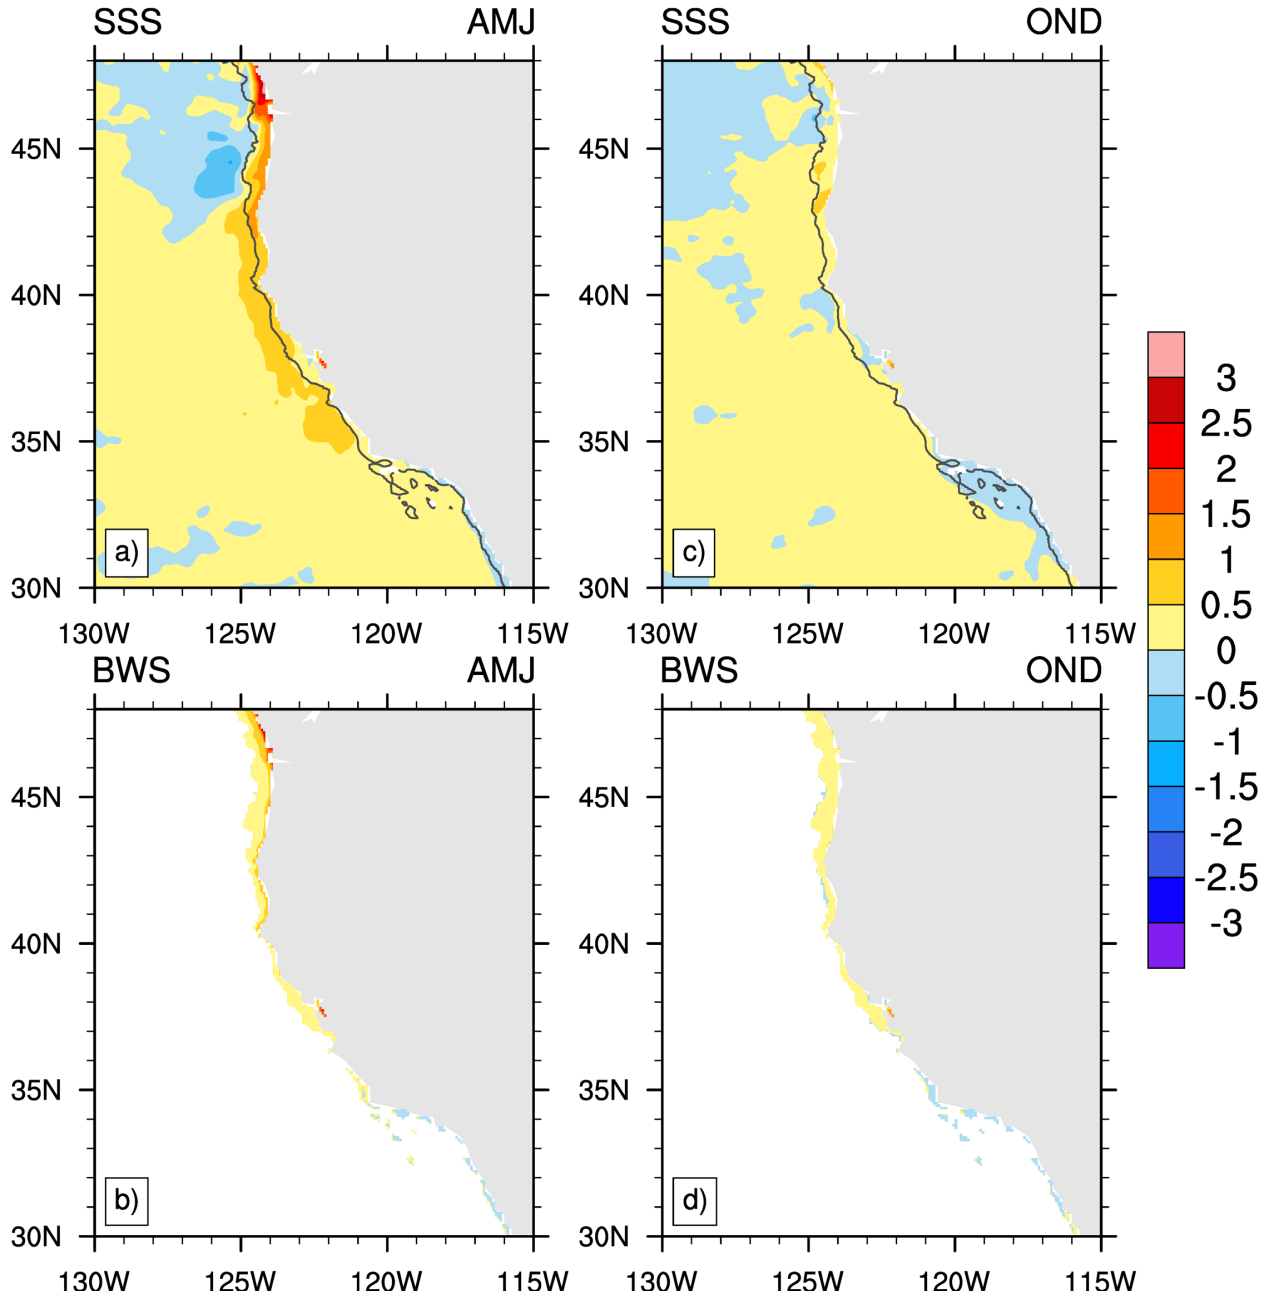 SSS AMJ
45N
40N
35N
30N
a)
130W 125W 120W 115W
SSS OND
45N
40N
35N
30N
c)
130W 125W 120W 115W
BWS AMJ
45N
40N
35N
30N
b)
130W 125W 120W 115W
BWS OND
45N
40N
35N
30N
d)
130W 125W 120W 115W
3
2.5
2
1.5
1
0.5
0
-0.5
-1
-1.5
-2
-2.5
-3